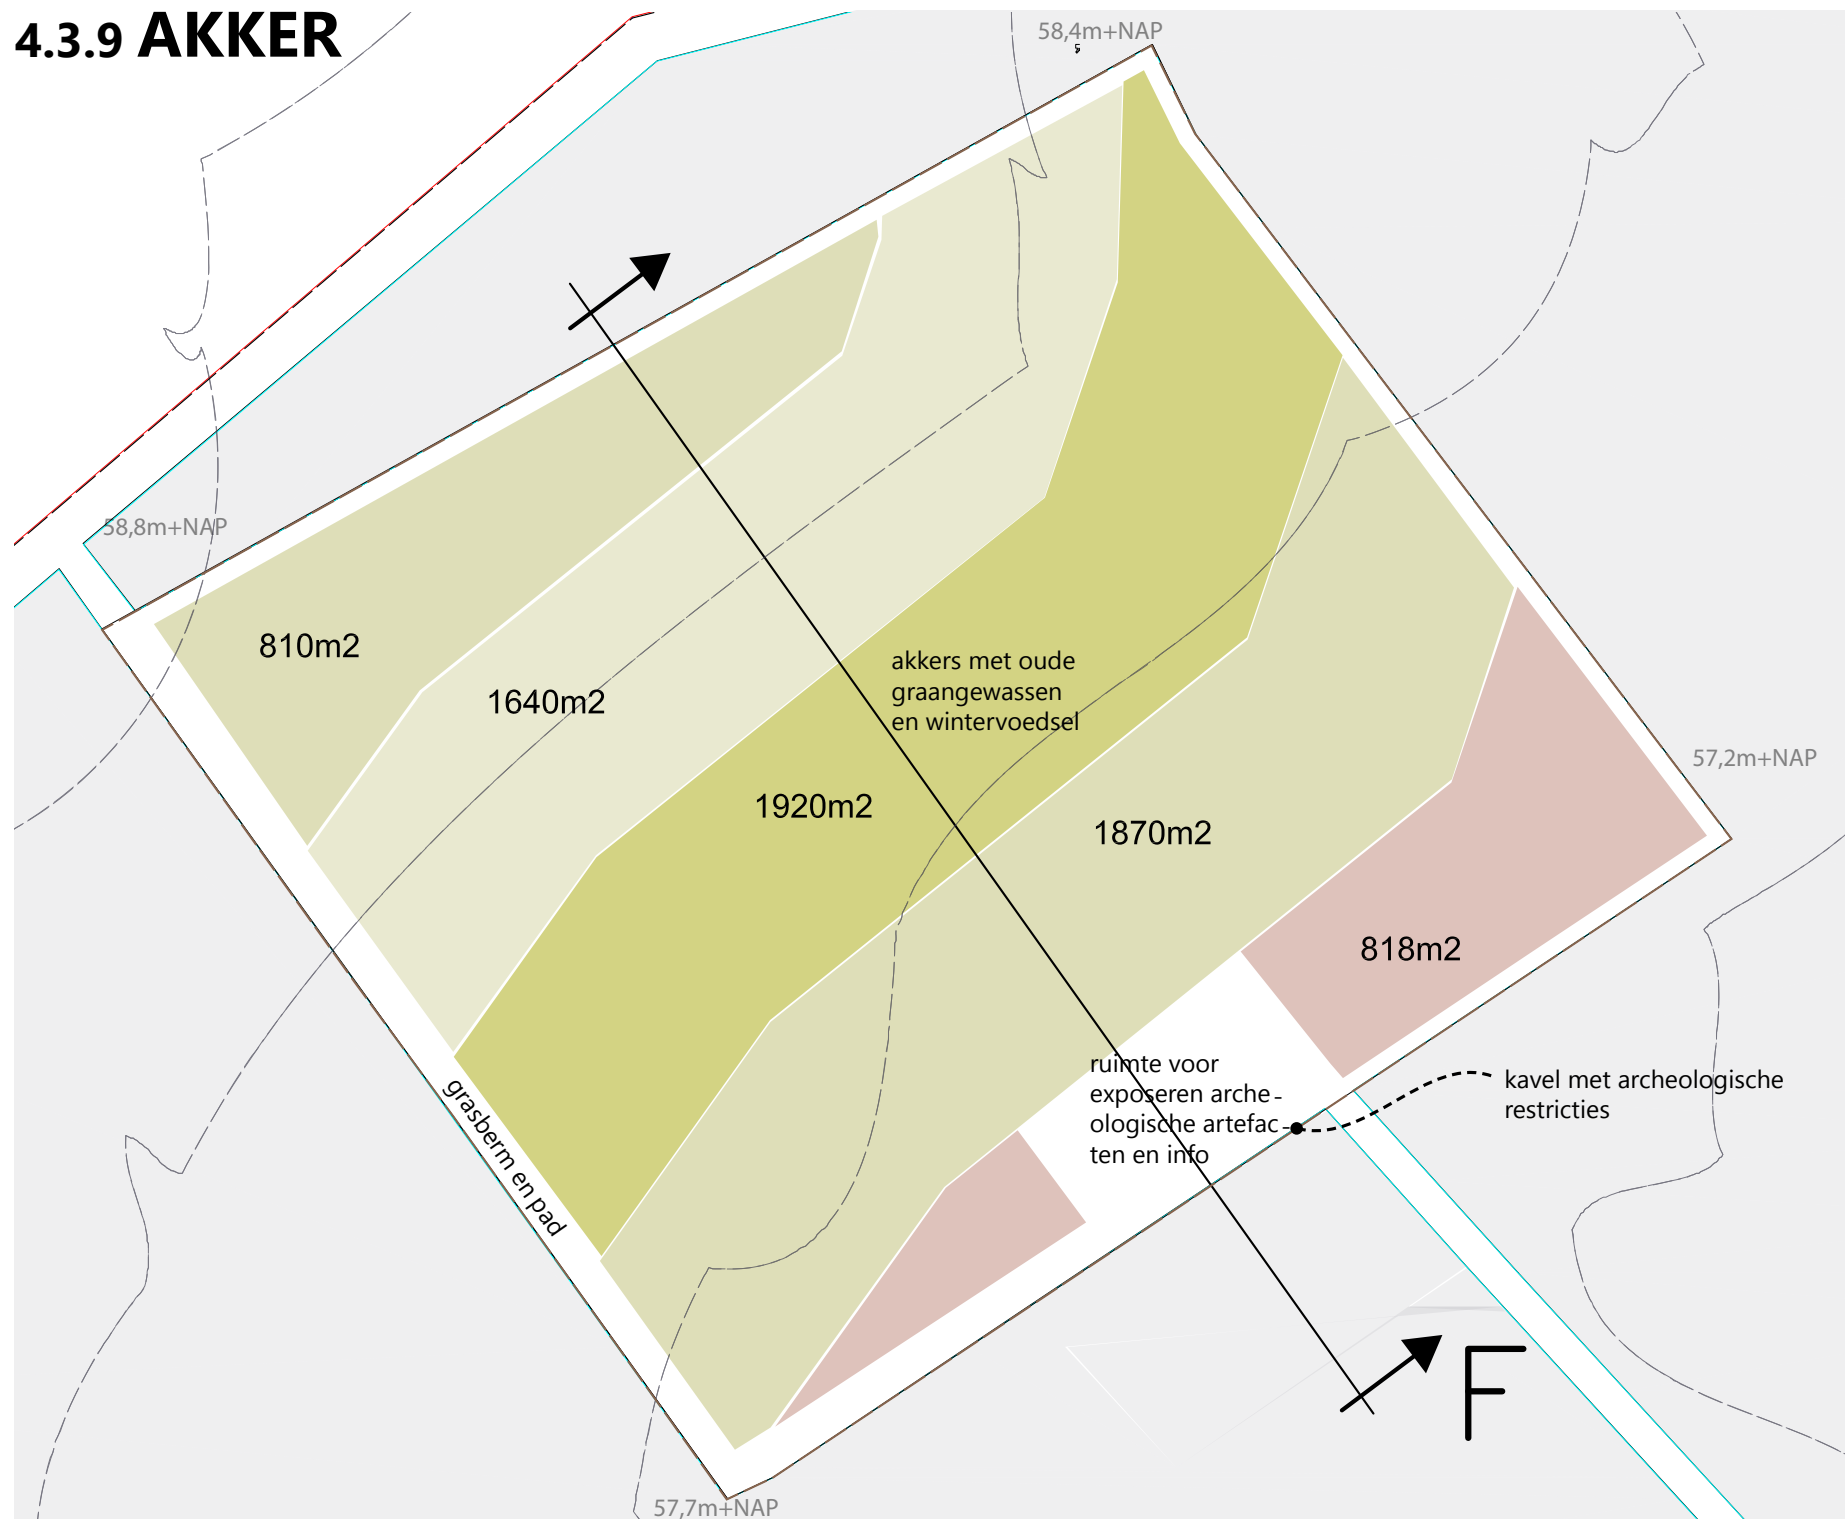 4.3.9 AKKER
58,4m+NAP
58,8m+NAP
810m2
1640m2
akkers met oude
graangewassen
en wintervoedsel
1920m2
1870m2
57,2m+NAP
818m2
ruimte voor
exposeren arche-
ologische artefac-
ten en info
kavel met archeologische
restricties
grasberm en pad
F
57,7m+NAP